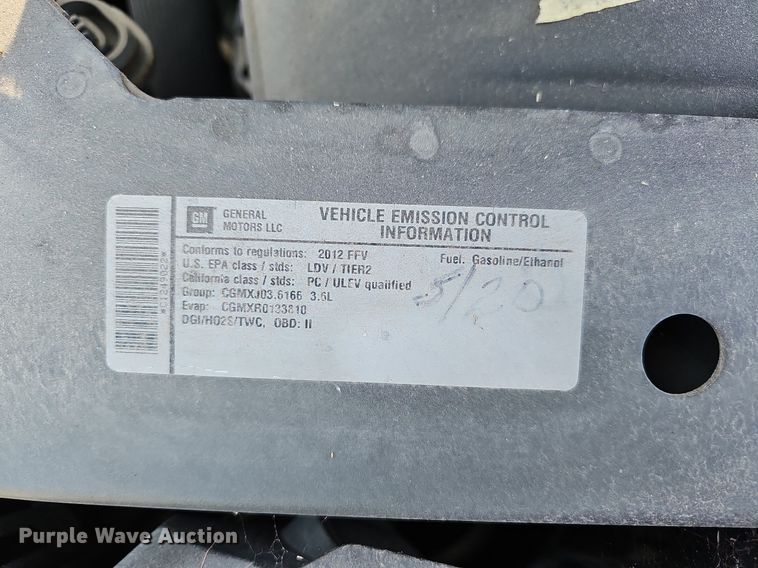 *C12490Z2*
GM
GENERAL
MOTORS LLC
VEHICLE EMISSION CONTROL
INFORMATION
Conforms to regulations: 2012 FFV
Fuel: Gasoline/Ethanol
U.S. EPA class / stds: LDV / TIER2
California class / stds: PC / ULEV qualified
Group: CGMXJ03.6166 3.6L
Evap: CGMXR0133810
DGI/HO2S/TWC, OBD: II
5/20
Purple Wave Auction